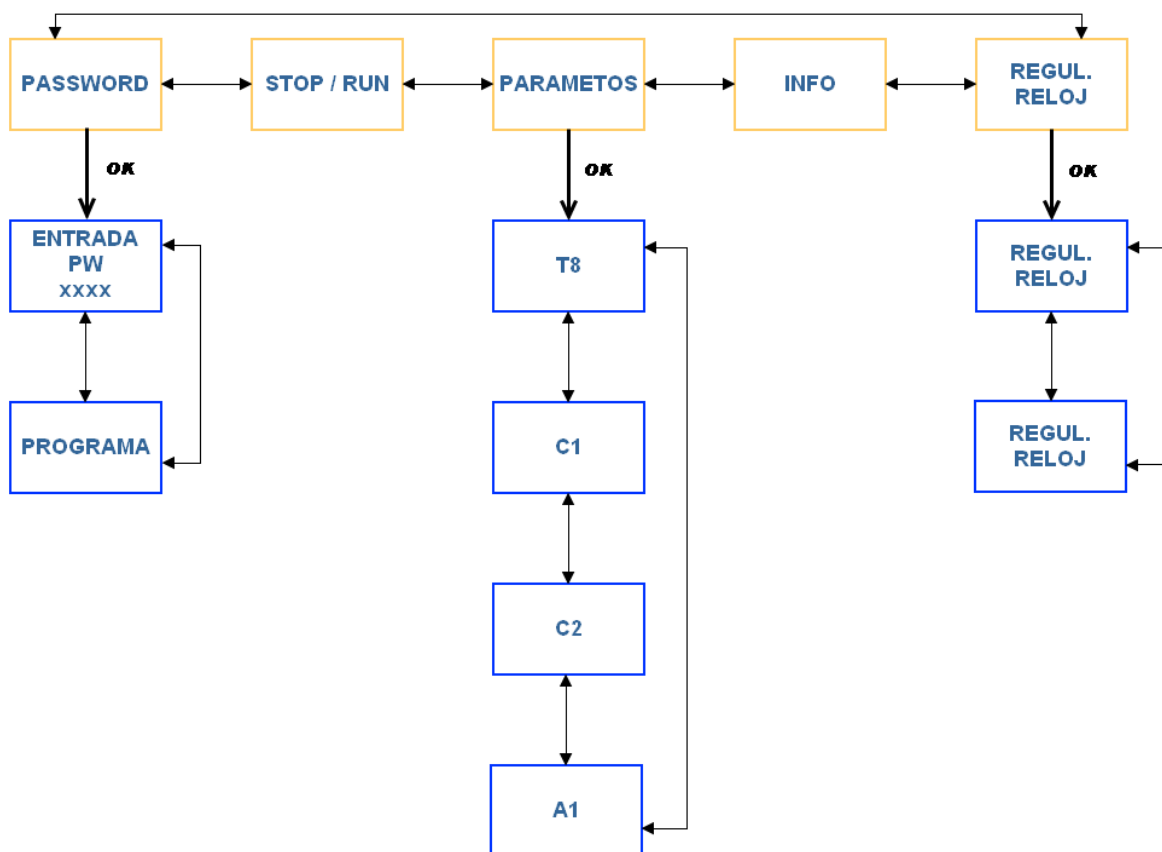 PASSWORD
STOP / RUN
PARAMETOS
INFO
REGUL.
RELOJ
OK
OK
OK
ENTRADA
PW
xxxx
T8
REGUL.
RELOJ
PROGRAMA
C1
REGUL.
RELOJ
C2
A1